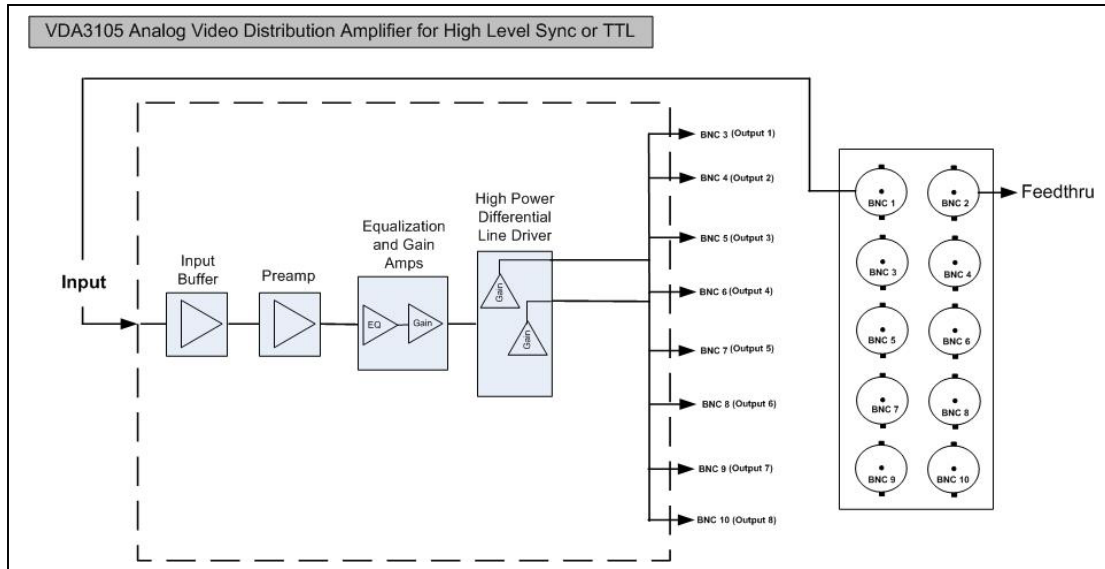 VDA3105 Analog Video Distribution Amplifier for High Level Sync or TTL
Input
Input
Buffer
Preamp
Equalization
and Gain
Amps
EQ
Gain
High Power
Differential
Line Driver
Gain
Gain
BNC 3 (Output 1)
BNC 4 (Output 2)
BNC 5 (Output 3)
BNC 6 (Output 4)
BNC 7 (Output 5)
BNC 8 (Output 6)
BNC 9 (Output 7)
BNC 10 (Output 8)
BNC 1
BNC 2
Feedthru
BNC 3
BNC 4
BNC 5
BNC 6
BNC 7
BNC 8
BNC 9
BNC 10